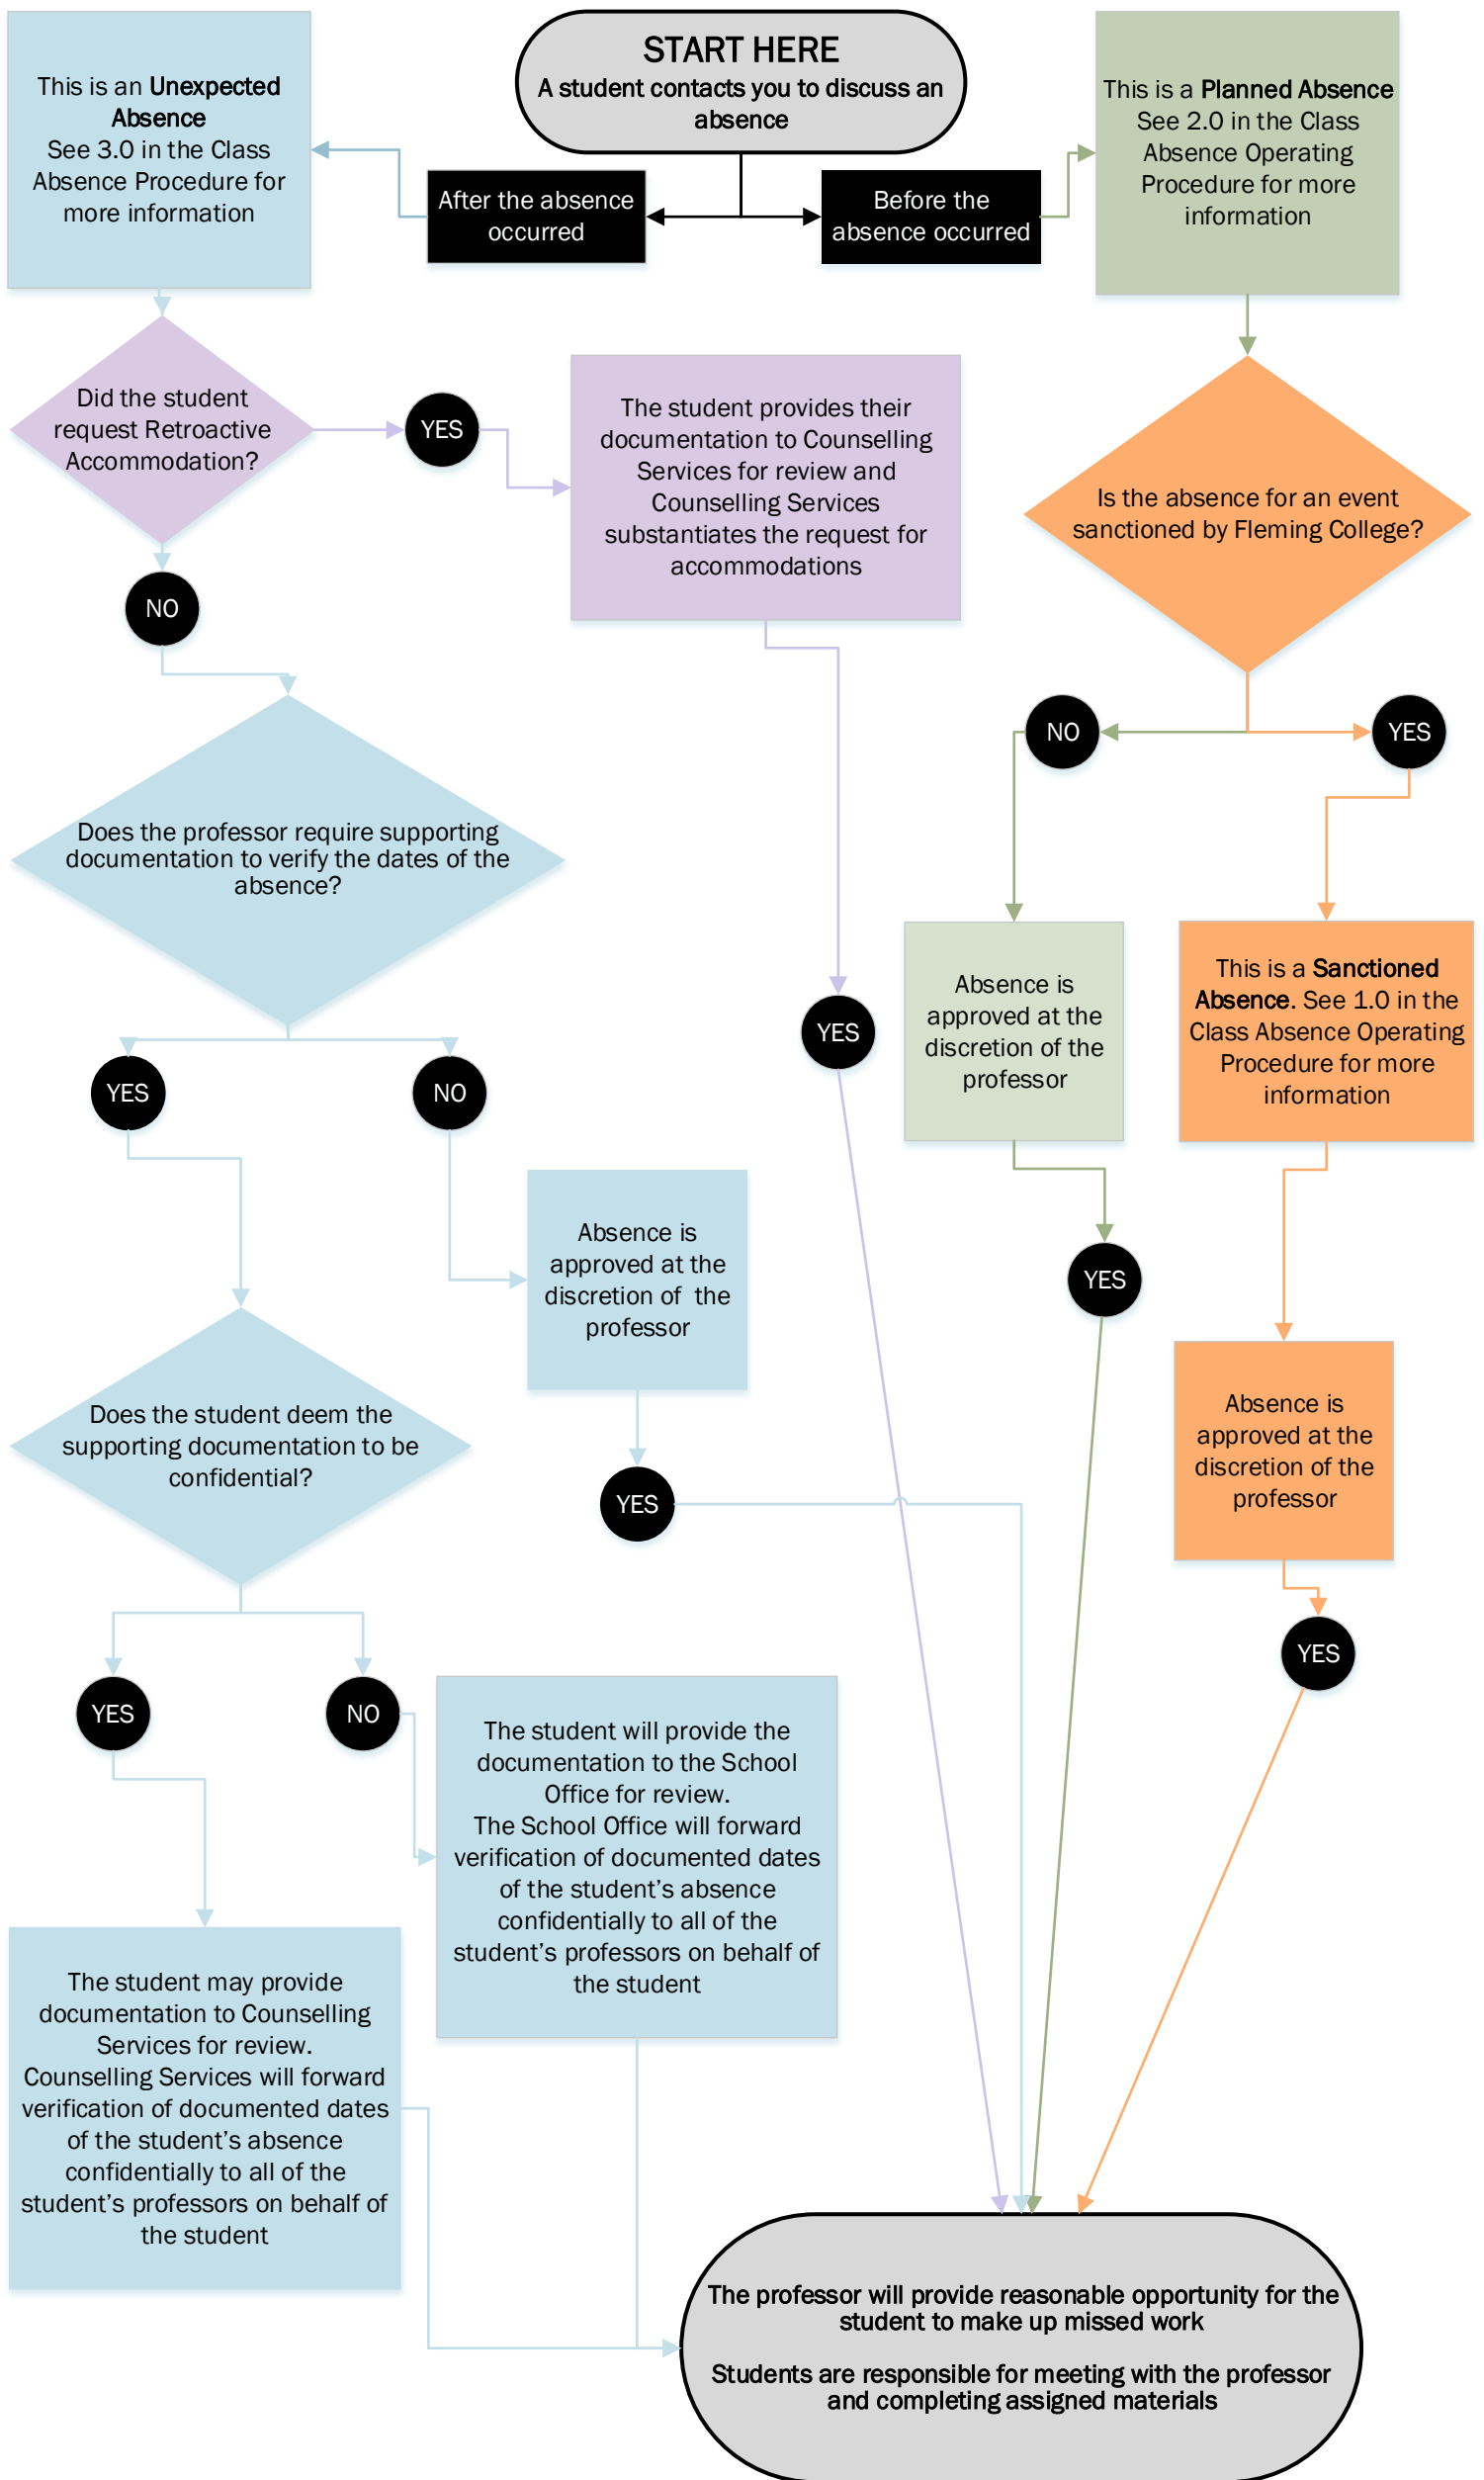 START HERE
A student contacts you to discuss an
absence
This is an Unexpected
Absence
See 3.0 in the Class
Absence Procedure for
more information
After the absence
occurred
Before the
absence occurred
This is a Planned Absence
See 2.0 in the Class
Absence Operating
Procedure for more
information
Did the student
request Retroactive
Accommodation?
YES
The student provides their
documentation to Counselling
Services for review and
Counselling Services
substantiates the request for
accommodations
Is the absence for an event
sanctioned by Fleming College?
NO
NO
YES
Does the professor require supporting
documentation to verify the dates of the
absence?
Absence is
approved at the
discretion of the
professor
This is a Sanctioned
Absence. See 1.0 in the
Class Absence Operating
Procedure for more
information
YES
YES
NO
Absence is
approved at the
discretion of  the
professor
YES
Does the student deem the
supporting documentation to be
confidential?
Absence is
approved at the
discretion of the
professor
YES
YES
YES
NO
The student will provide the
documentation to the School
Office for review.
The School Office will forward
verification of documented dates
of the student’s absence
confidentially to all of the
student’s professors on behalf of
the student
The student may provide
documentation to Counselling
Services for review.
Counselling Services will forward
verification of documented dates
of the student’s absence
confidentially to all of the
student’s professors on behalf of
the student
The professor will provide reasonable opportunity for the
student to make up missed work
Students are responsible for meeting with the professor
and completing assigned materials